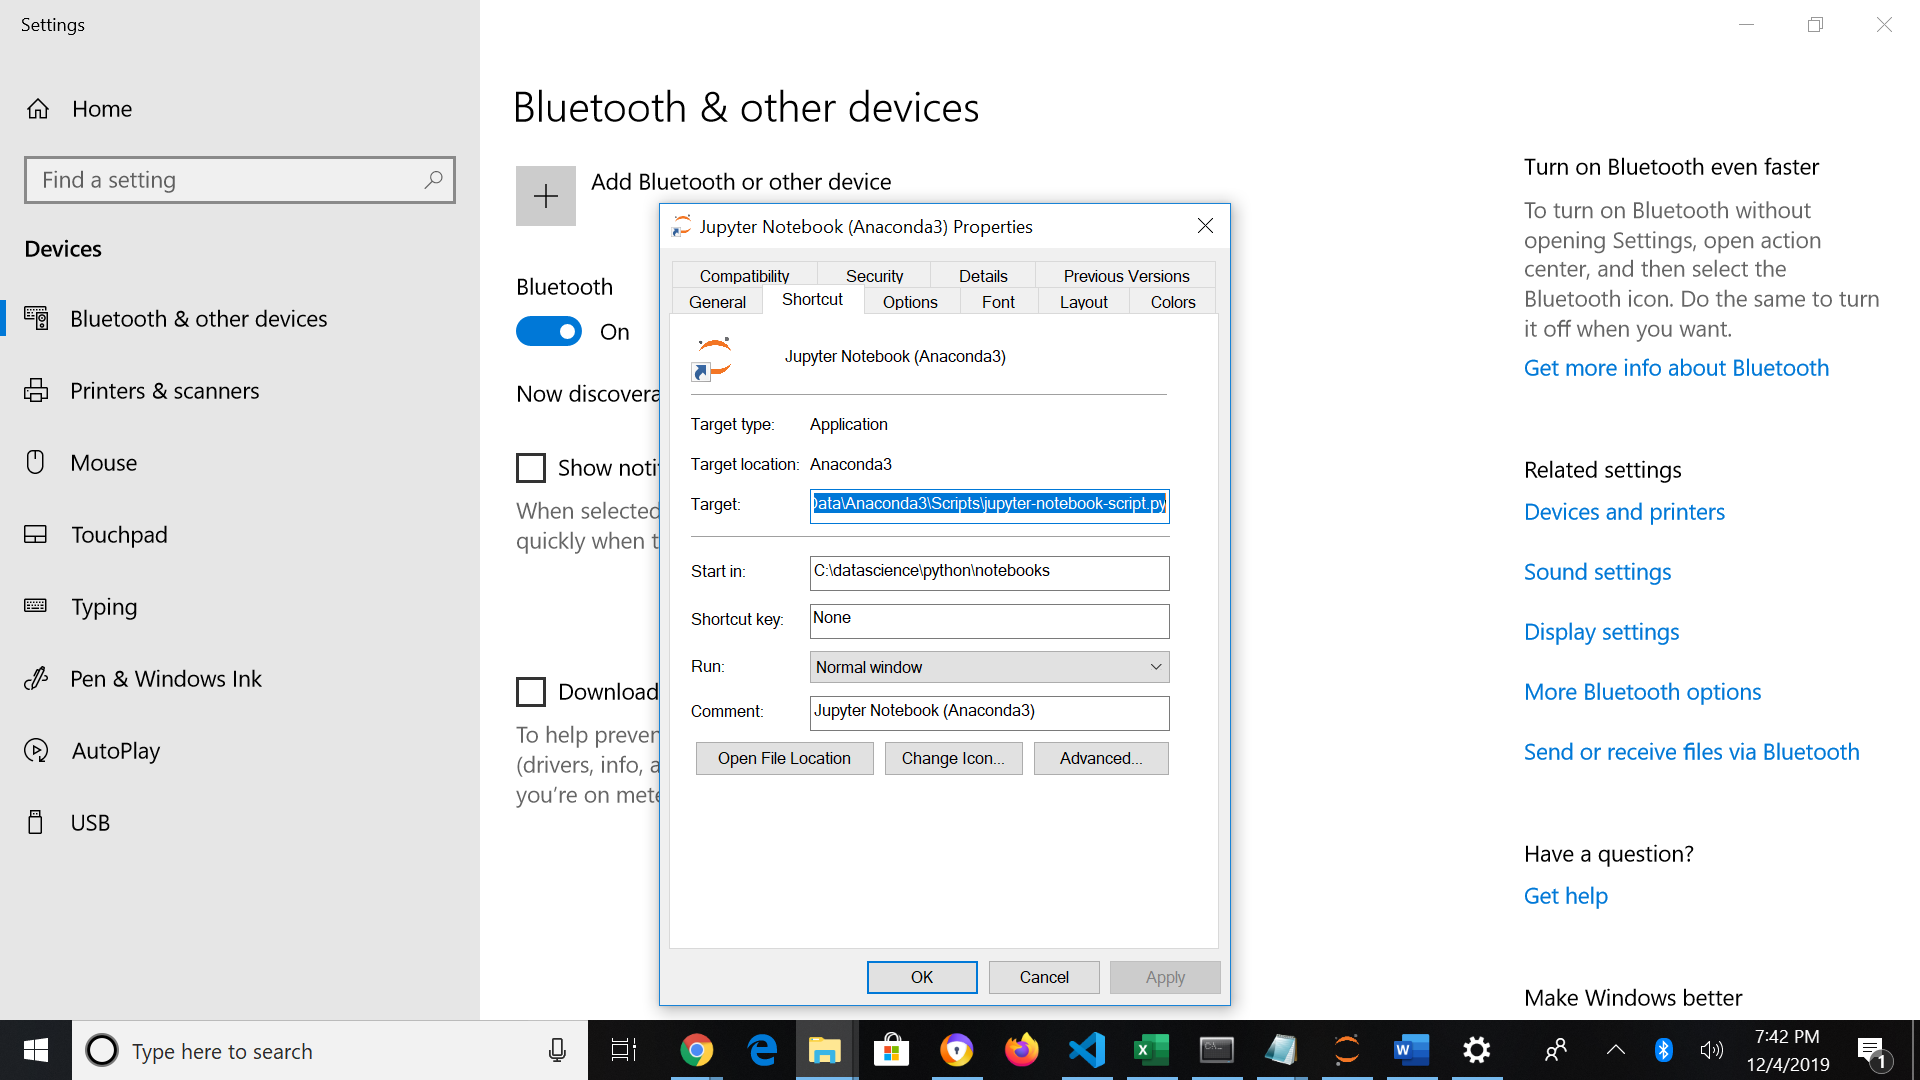 Settings
Home
Find a setting
Devices
Bluetooth & other devices
Printers & scanners
Mouse
Touchpad
Typing
Pen & Windows Ink
AutoPlay
USB
Bluetooth & other devices
Add Bluetooth or other device
Bluetooth
On
Now discovera
Show notif
When selected
quickly when t
Download
To help preven
(drivers, info, a
you're on mete
Jupyter Notebook (Anaconda3) Properties
Compatibility Security Details Previous Versions
General Shortcut Options Font Layout Colors
Jupyter Notebook (Anaconda3)
Target type: Application
Target location: Anaconda3
Target: Data\Anaconda3\Scripts\jupyter-notebook-script.py
Start in: C:\datascience\python\notebooks
Shortcut key: None
Run: Normal window
Comment: Jupyter Notebook (Anaconda3)
Open File Location Change Icon... Advanced...
OK Cancel Apply
Turn on Bluetooth even faster
To turn on Bluetooth without
opening Settings, open action
center, and then select the
Bluetooth icon. Do the same to turn
it off when you want.
Get more info about Bluetooth
Related settings
Devices and printers
Sound settings
Display settings
More Bluetooth options
Send or receive files via Bluetooth
Have a question?
Get help
Make Windows better
Type here to search
7:42 PM
12/4/2019
1